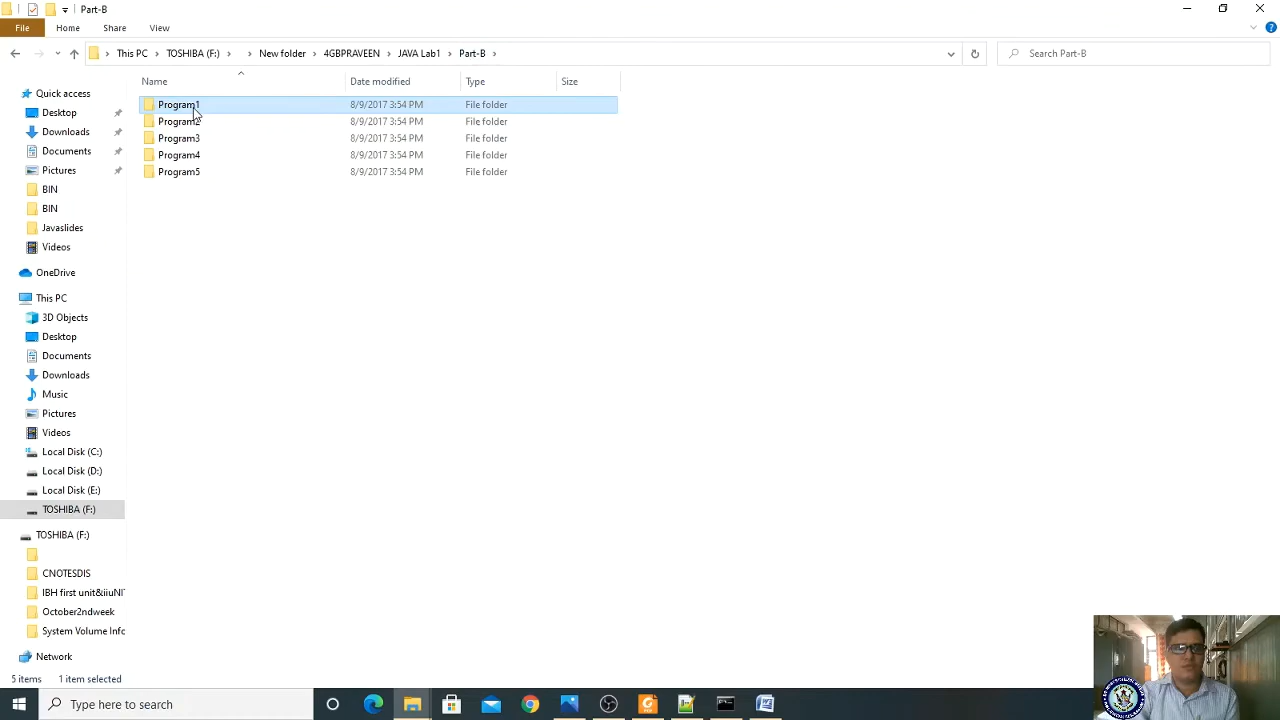 Part-B
File Home Share View
This PC TOSHIBA (F:) New folder 4GBPRAVEEN JAVA Lab1 Part-B
Search Part-B
Name Date modified Type Size
Program1 8/9/2017 3:54 PM File folder
Program2 8/9/2017 3:54 PM File folder
Program3 8/9/2017 3:54 PM File folder
Program4 8/9/2017 3:54 PM File folder
Program5 8/9/2017 3:54 PM File folder
Quick access
Desktop
Downloads
Documents
Pictures
BIN
BIN
Javaslides
Videos
OneDrive
This PC
3D Objects
Desktop
Documents
Downloads
Music
Pictures
Videos
Local Disk (C:)
Local Disk (D:)
Local Disk (E:)
TOSHIBA (F:)
TOSHIBA (F:)
CNOTESDIS
IBH first unit&iiuNI
October2ndweek
System Volume Info
Network
5 items 1 item selected
Type here to search